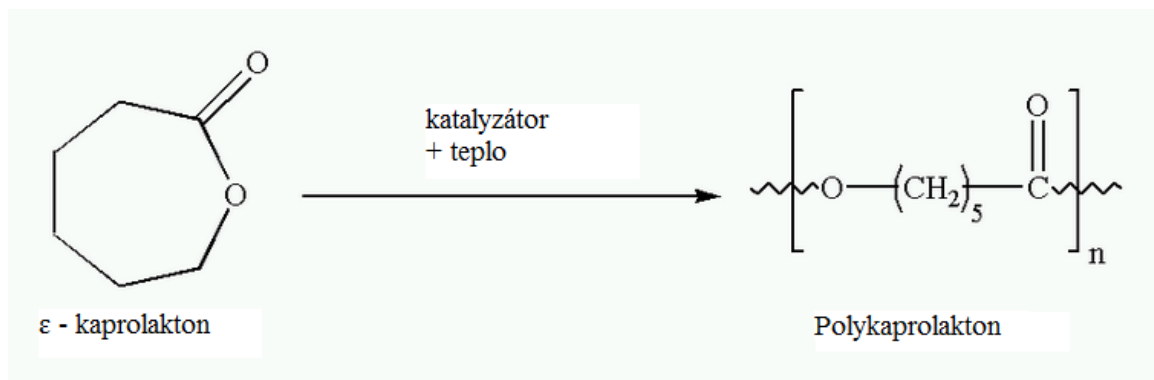 O
katalyzátor
+ teplo
O
O
O
(CH2)5
C
n
ε - kaprolakton
Polykaprolakton